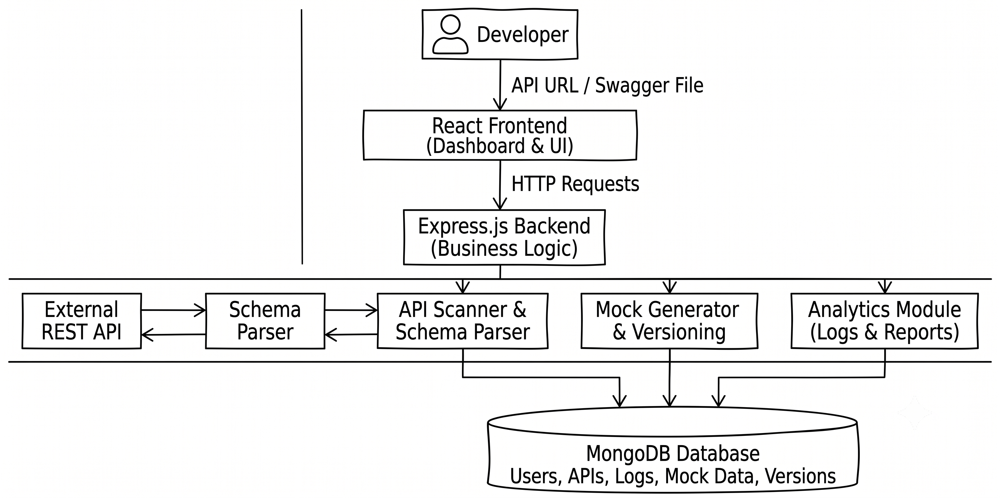 Developer
API URL / Swagger File
React Frontend
(Dashboard & UI)
HTTP Requests
Express.js Backend
(Business Logic)
External
REST API
Schema
Parser
API Scanner &
Schema Parser
Mock Generator
& Versioning
Analytics Module
(Logs & Reports)
MongoDB Database
Users, APIs, Logs, Mock Data, Versions